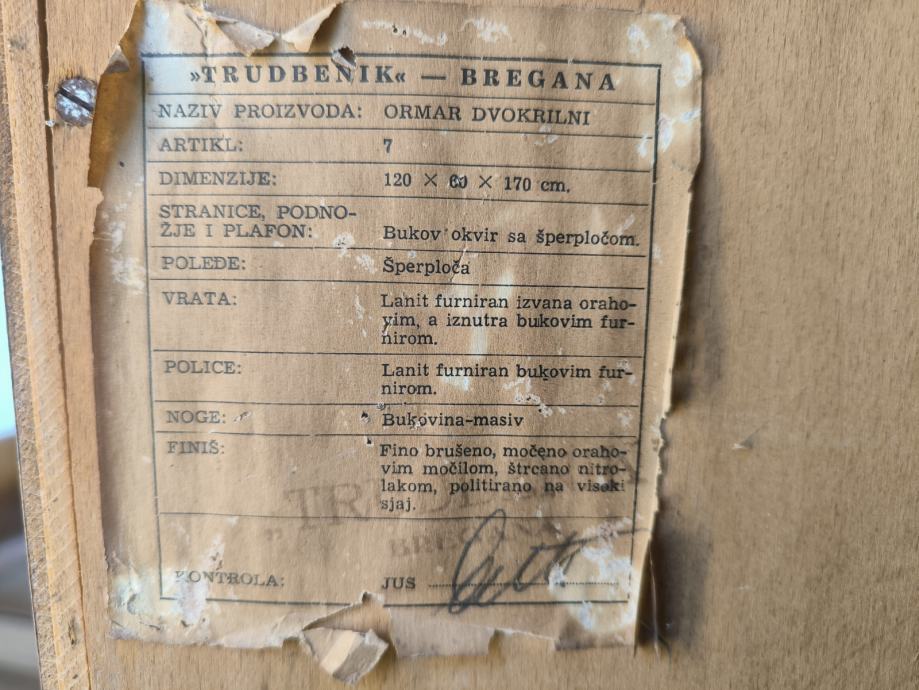 »TRUDBENIK« — BREGANA
NAZIV PROIZVODA: ORMAR DVOKRILNI
ARTIKL: 7
DIMENZIJE: 120 × 60 × 170 cm.
STRANICE, PODNO-
ŽJE I PLAFON: Bukov okvir sa šperpločom.
POLEĐE: Šperploča
VRATA: Lanit furniran izvana oraho-
vim, a iznutra bukovim fur-
nirom.
POLICE: Lanit furniran bukovim fur-
nirom.
NOGE: Bukovina-masiv
FINIŠ: Fino brušeno, močeno oraho-
vim močilom, štrcano nitro-
lakom, politirano na visoki
sjaj.
KONTROLA: JUS